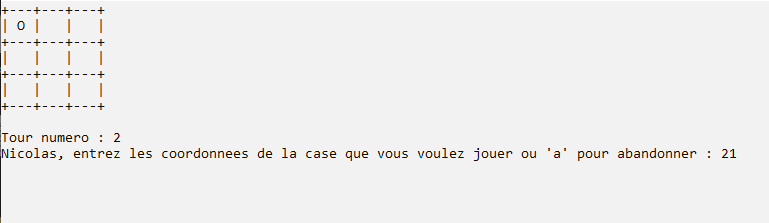 +---+---+---+
| O |   |   |
+---+---+---+
|   |   |   |
+---+---+---+
|   |   |   |
+---+---+---+
Tour numero : 2
Nicolas, entrez les coordonnees de la case que vous voulez jouer ou 'a' pour abandonner : 21